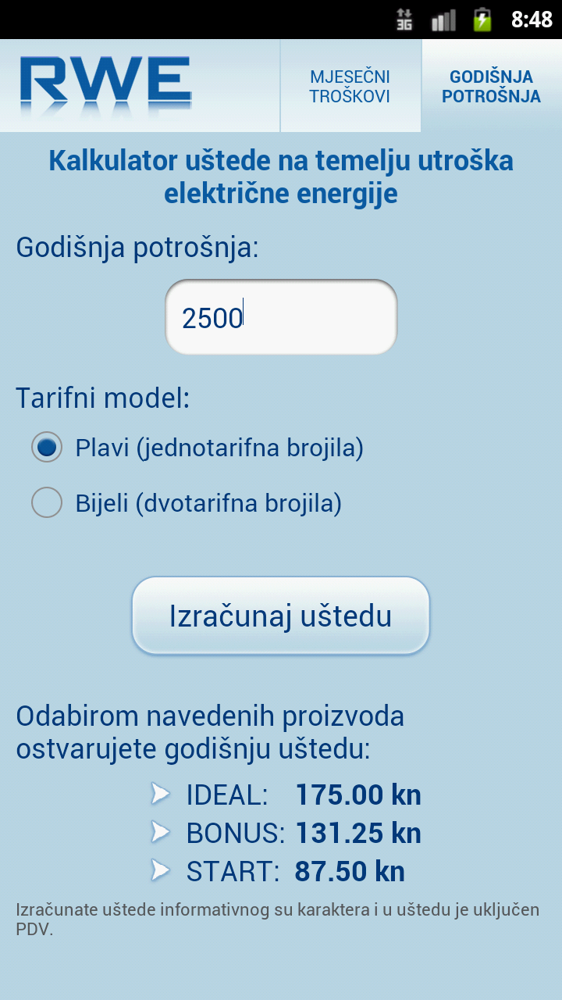 3G 8:48
RWE
MJESEČNI
TROŠKOVI
GODIŠNJA
POTROŠNJA
Kalkulator uštede na temelju utroška
električne energije
Godišnja potrošnja:
2500
Tarifni model:
Plavi (jednotarifna brojila)
Bijeli (dvotarifna brojila)
Izračunaj uštedu
Odabirom navedenih proizvoda
ostvarujete godišnju uštedu:
IDEAL: 175.00 kn
BONUS: 131.25 kn
START: 87.50 kn
Izračunate uštede informativnog su karaktera i u uštedu je uključen
PDV.